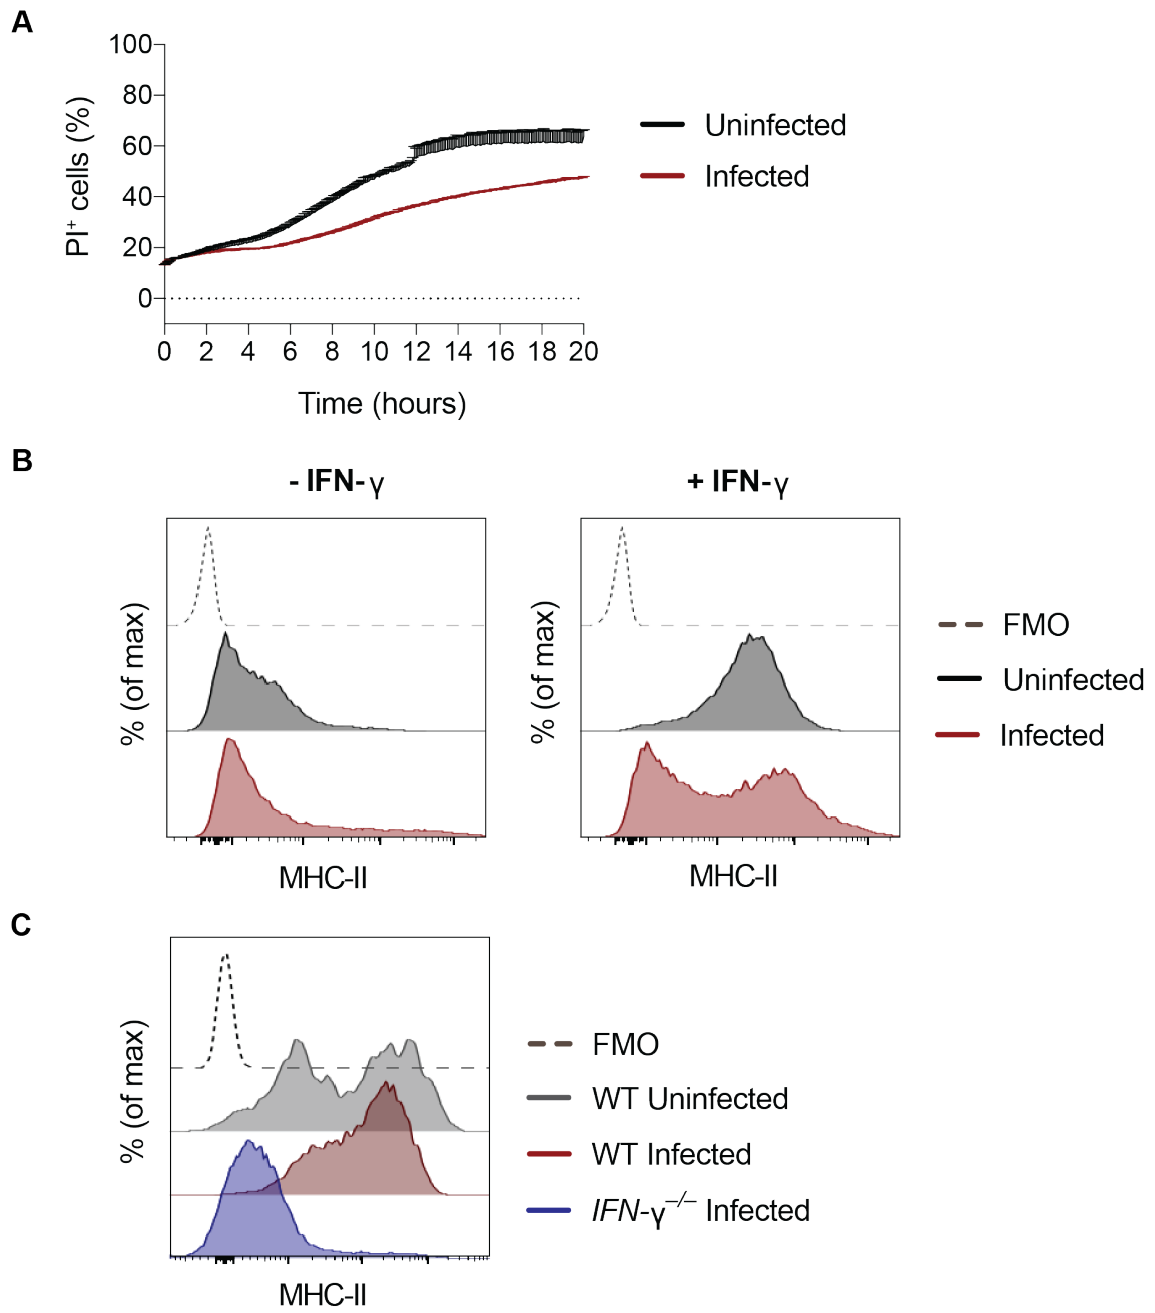 A
100
80
60
40
20
0
PI⁺ cells (%)
0 2 4 6 8 10 12 14 16 18 20
Time (hours)
Uninfected
Infected
B
- IFN-γ
+ IFN-γ
% (of max)
% (of max)
MHC-II
MHC-II
FMO
Uninfected
Infected
C
% (of max)
MHC-II
FMO
WT Uninfected
WT Infected
IFN-γ⁻/⁻ Infected